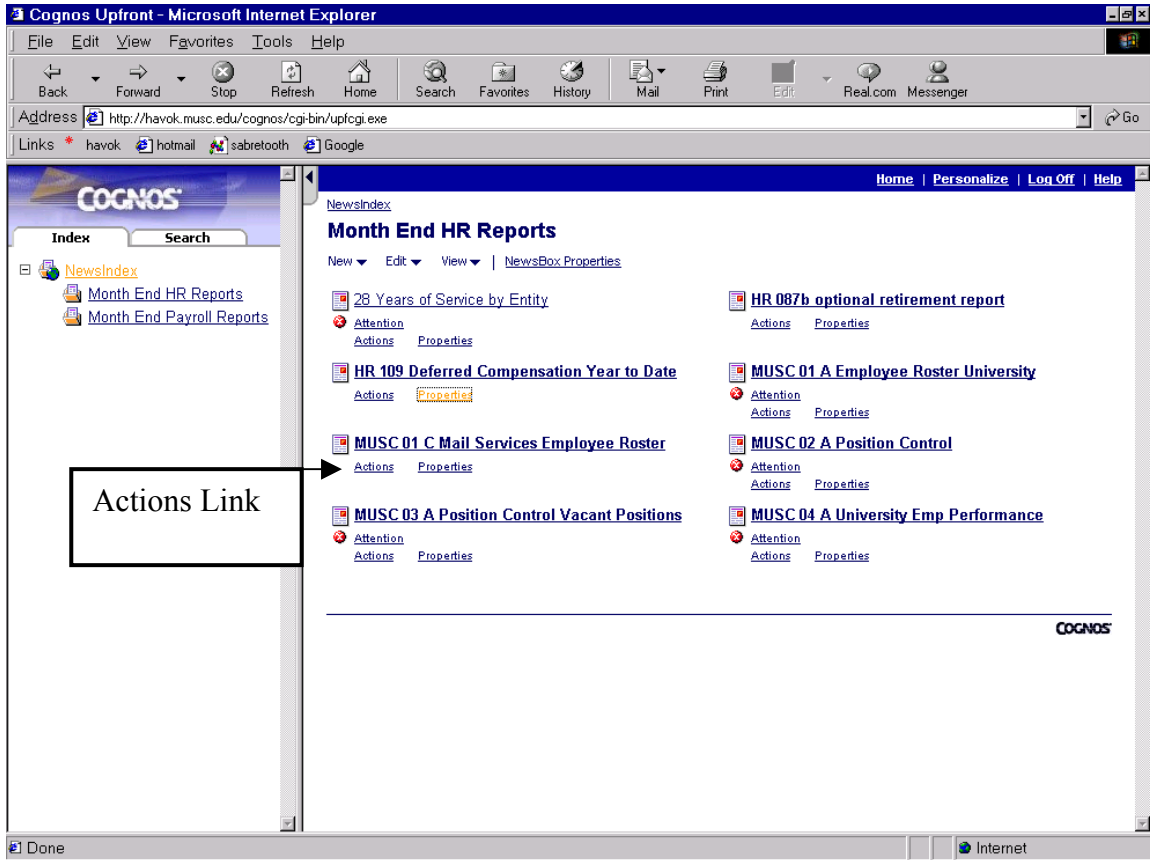 Cognos Upfront - Microsoft Internet Explorer
File Edit View Favorites Tools Help
Back Forward Stop Refresh Home Search Favorites History Mail Print Edit Real.com Messenger
Address http://havok.musc.edu/cognos/cgi-bin/upfcgi.exe Go
Links havok hotmail sabretooth Google
COGNOS
Home | Personalize | Log Off | Help
Index Search
NewsIndex
Month End HR Reports
Month End Payroll Reports
NewsIndex
Month End HR Reports
New Edit View | NewsBox Properties
28 Years of Service by Entity
Attention
Actions Properties
HR 087b optional retirement report
Actions Properties
HR 109 Deferred Compensation Year to Date
Actions Properties
MUSC 01 A Employee Roster University
Attention
Actions Properties
MUSC 01 C Mail Services Employee Roster
Actions Properties
MUSC 02 A Position Control
Attention
Actions Properties
MUSC 03 A Position Control Vacant Positions
Attention
Actions Properties
MUSC 04 A University Emp Performance
Attention
Actions Properties
Actions Link
COGNOS
Done Internet